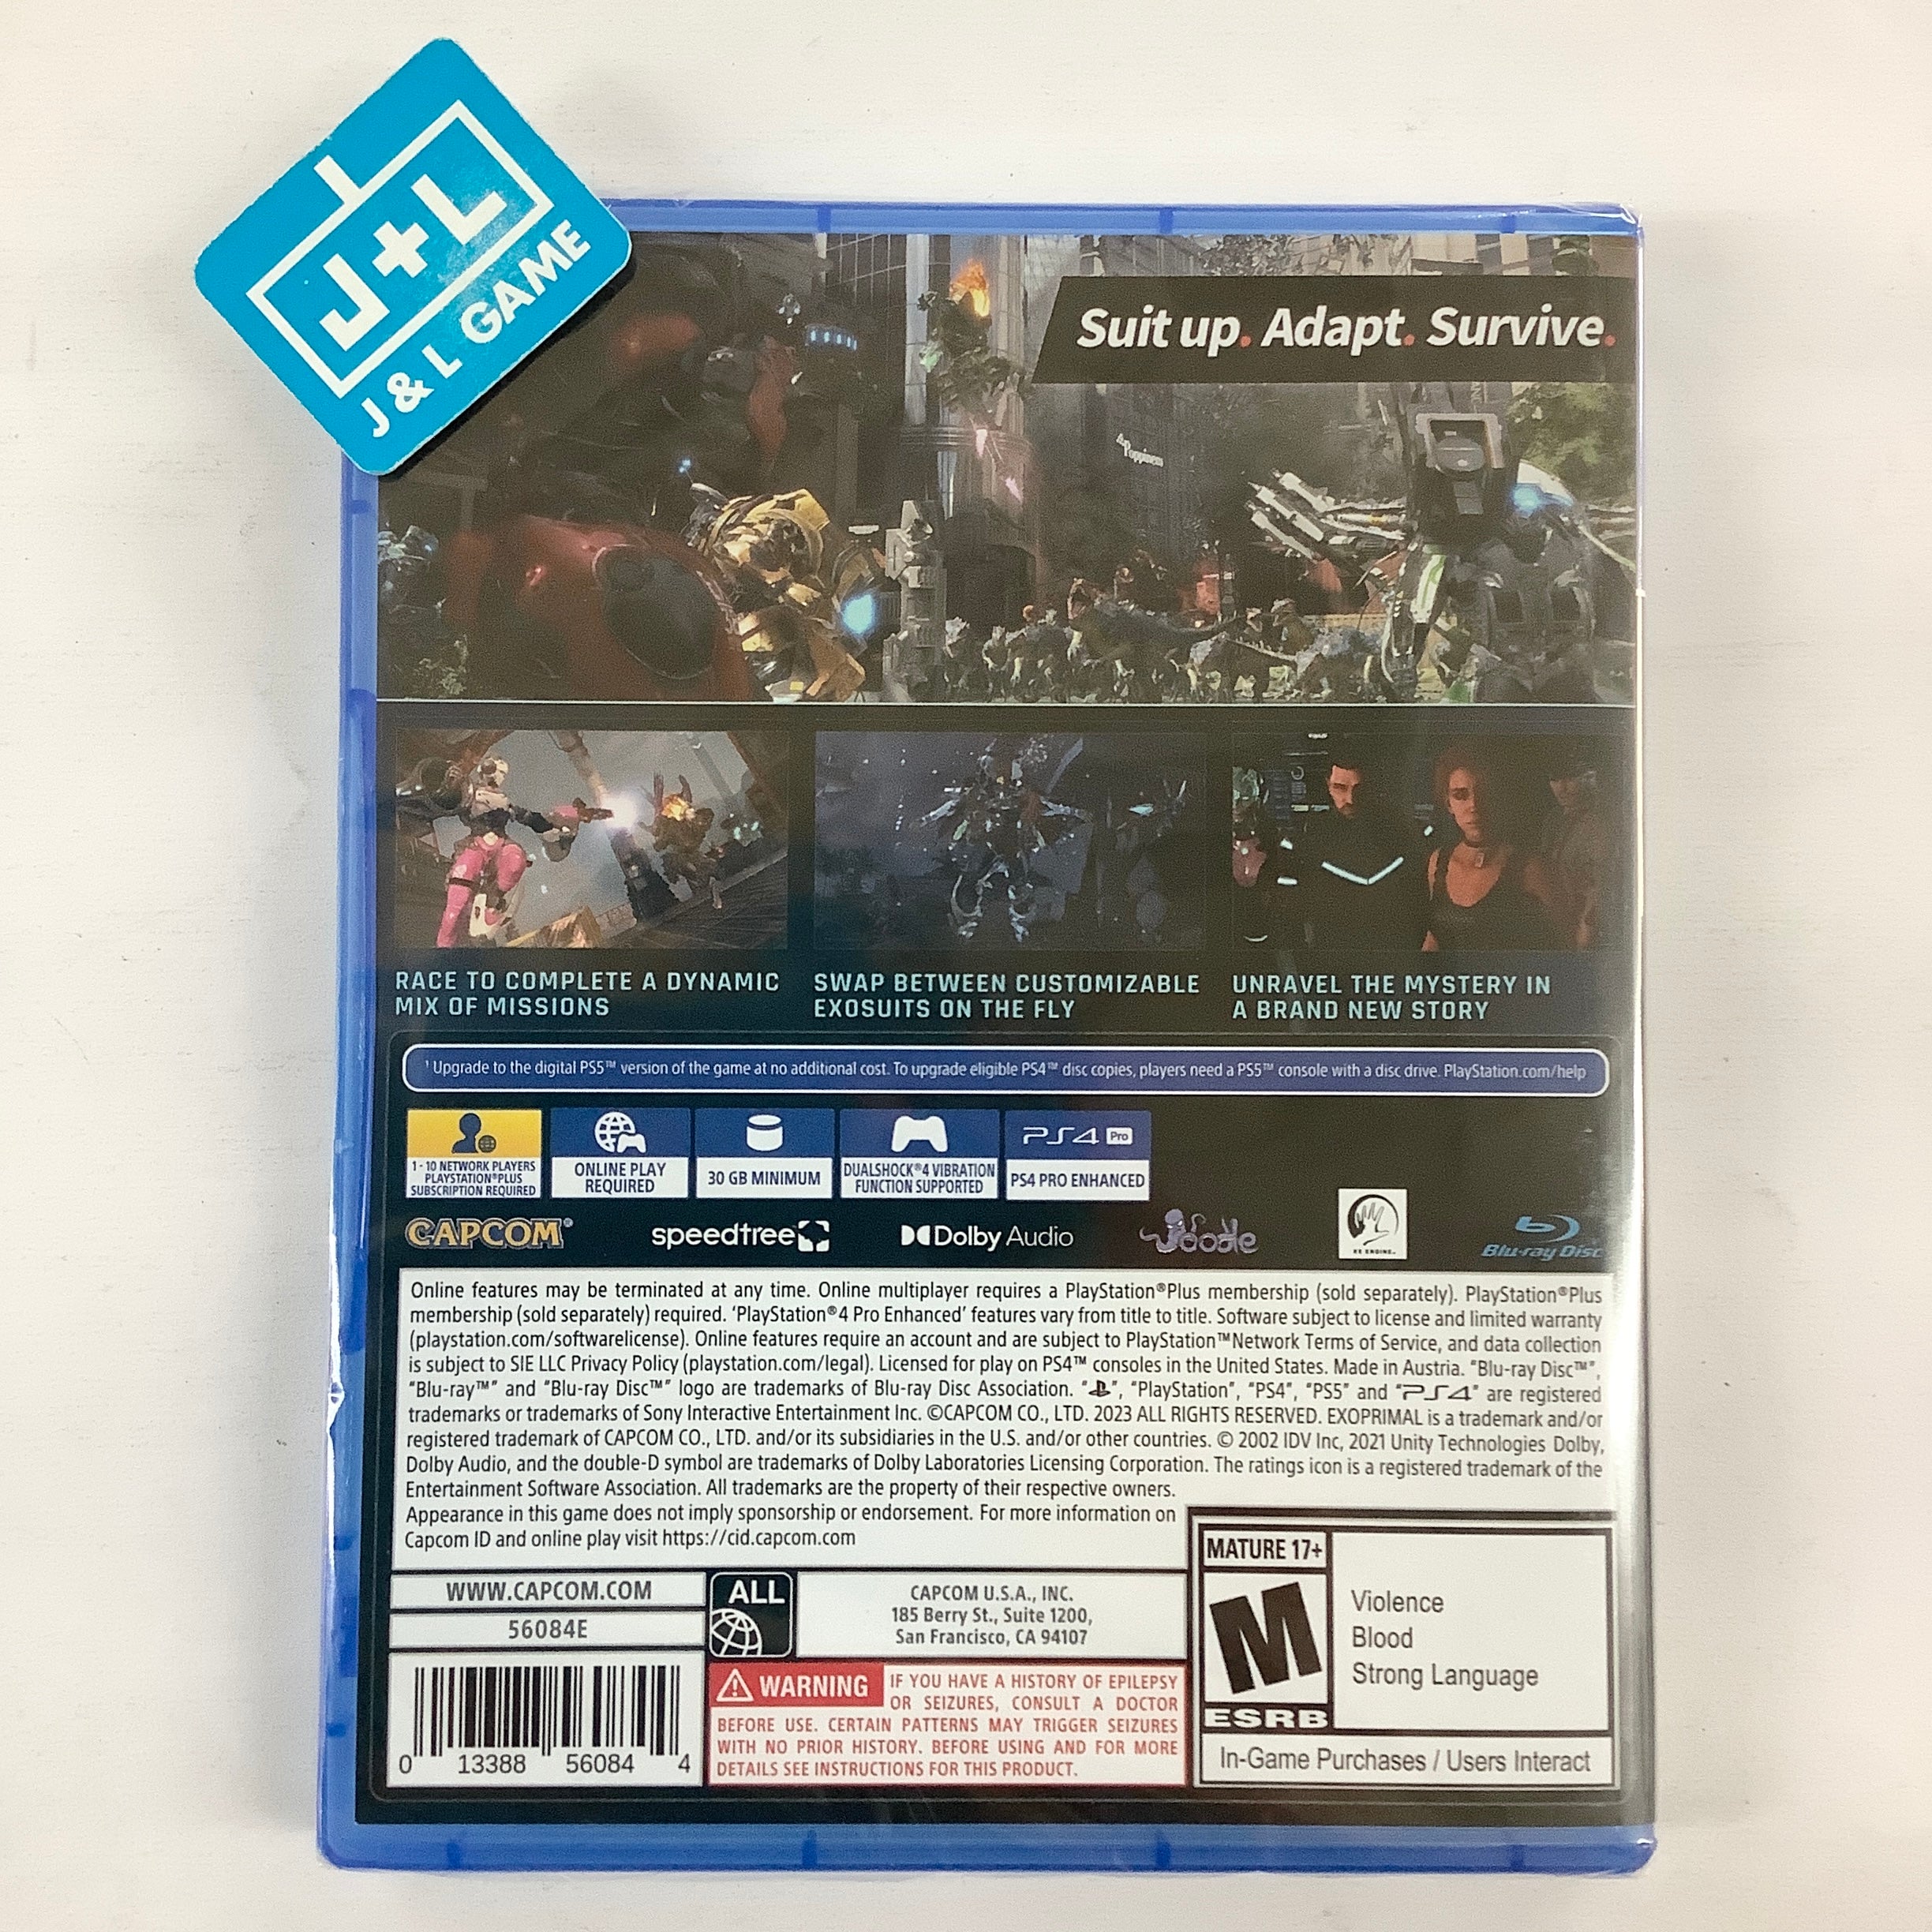 J+L
J & L GAME
Suit up. Adapt. Survive.
RACE TO COMPLETE A DYNAMIC
MIX OF MISSIONS
SWAP BETWEEN CUSTOMIZABLE
EXOSUITS ON THE FLY
UNRAVEL THE MYSTERY IN
A BRAND NEW STORY
¹ Upgrade to the digital PS5™ version of the game at no additional cost. To upgrade eligible PS4™ disc copies, players need a PS5™ console with a disc drive. PlayStation.com/help
1 - 10 NETWORK PLAYERS
PLAYSTATION®PLUS
SUBSCRIPTION REQUIRED
ONLINE PLAY
REQUIRED
30 GB MINIMUM
DUALSHOCK®4 VIBRATION
FUNCTION SUPPORTED
PS4 Pro
PS4 PRO ENHANCED
CAPCOM®
speedtree
Dolby Audio
Oodle
RE ENGINE™
Blu-ray Disc
Online features may be terminated at any time. Online multiplayer requires a PlayStation®Plus membership (sold separately). PlayStation®Plus
membership (sold separately) required. ‘PlayStation®4 Pro Enhanced’ features vary from title to title. Software subject to license and limited warranty
(playstation.com/softwarelicense). Online features require an account and are subject to PlayStation™Network Terms of Service, and data collection
is subject to SIE LLC Privacy Policy (playstation.com/legal). Licensed for play on PS4™ consoles in the United States. Made in Austria. “Blu-ray Disc™”,
“Blu-ray™” and “Blu-ray Disc™” logo are trademarks of Blu-ray Disc Association. “ ”, “PlayStation”, “PS4”, “PS5” and “PS4” are registered
trademarks or trademarks of Sony Interactive Entertainment Inc. ©CAPCOM CO., LTD. 2023 ALL RIGHTS RESERVED. EXOPRIMAL is a trademark and/or
registered trademark of CAPCOM CO., LTD. and/or its subsidiaries in the U.S. and/or other countries. © 2002 IDV Inc, 2021 Unity Technologies Dolby,
Dolby Audio, and the double-D symbol are trademarks of Dolby Laboratories Licensing Corporation. The ratings icon is a registered trademark of the
Entertainment Software Association. All trademarks are the property of their respective owners.
Appearance in this game does not imply sponsorship or endorsement. For more information on
Capcom ID and online play visit https://cid.capcom.com
WWW.CAPCOM.COM
56084E
ALL
CAPCOM U.S.A., INC.
185 Berry St., Suite 1200,
San Francisco, CA 94107
WARNING IF YOU HAVE A HISTORY OF EPILEPSY
OR SEIZURES, CONSULT A DOCTOR
BEFORE USE. CERTAIN PATTERNS MAY TRIGGER SEIZURES
WITH NO PRIOR HISTORY. BEFORE USING AND FOR MORE
DETAILS SEE INSTRUCTIONS FOR THIS PRODUCT.
0 13388 56084 4
MATURE 17+
M
ESRB
Violence
Blood
Strong Language
In-Game Purchases / Users Interact